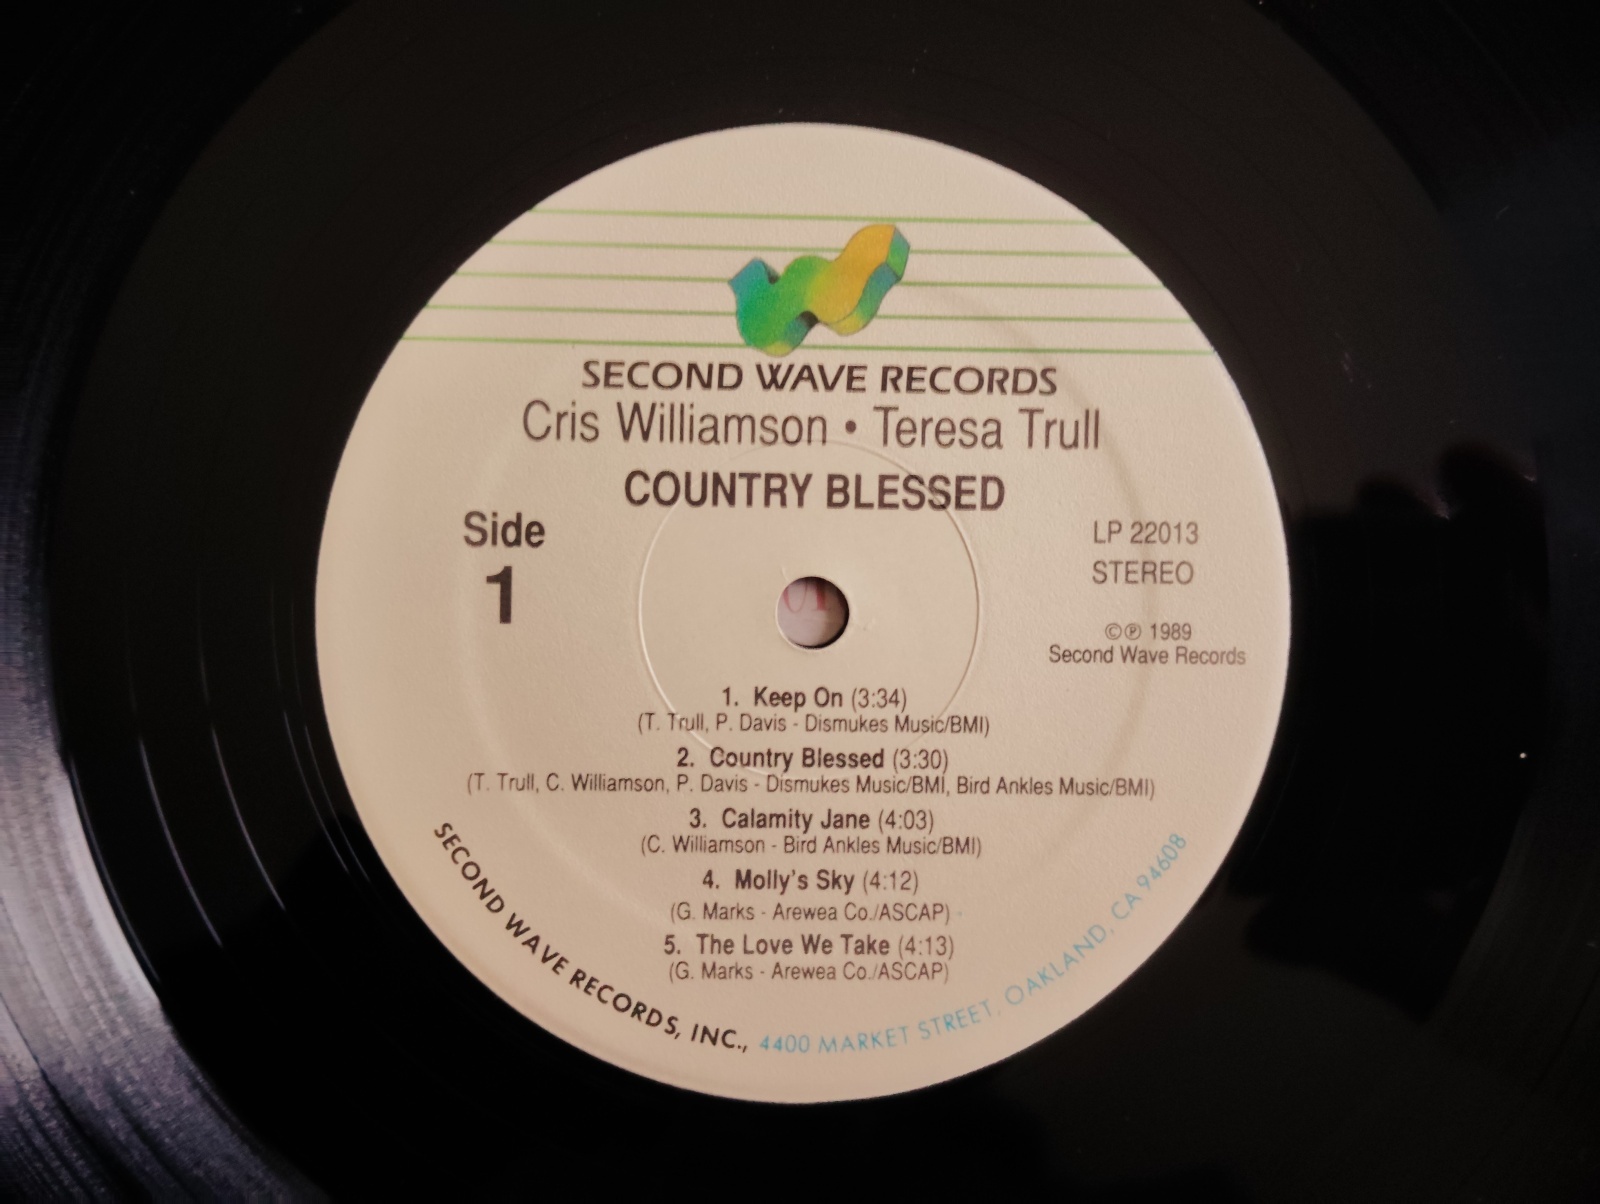 SECOND WAVE RECORDS
Cris Williamson • Teresa Trull
COUNTRY BLESSED
Side
1
LP 22013
STEREO
©℗ 1989
Second Wave Records
1. Keep On (3:34)
(T. Trull, P. Davis - Dismukes Music/BMI)
2. Country Blessed (3:30)
(T. Trull, C. Williamson, P. Davis - Dismukes Music/BMI, Bird Ankles Music/BMI)
3. Calamity Jane (4:03)
(C. Williamson - Bird Ankles Music/BMI)
4. Molly's Sky (4:12)
(G. Marks - Arewea Co./ASCAP)
5. The Love We Take (4:13)
(G. Marks - Arewea Co./ASCAP)
SECOND WAVE RECORDS, INC., 4400 MARKET STREET, OAKLAND, CA 94608